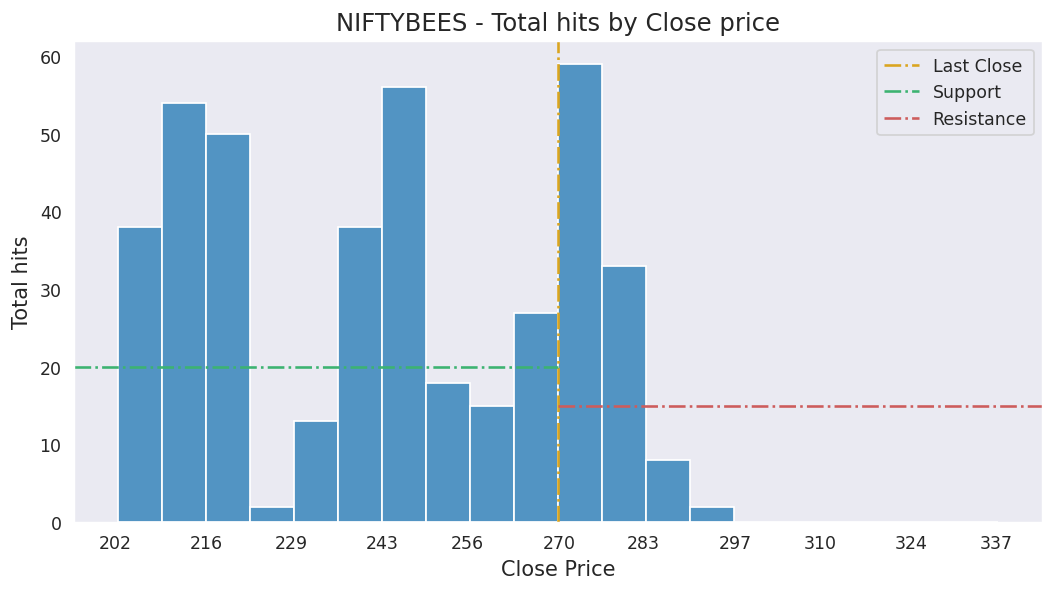 NIFTYBEES - Total hits by Close price
Last Close
Support
Resistance
Total hits
60
50
40
30
20
10
0
202 216 229 243 256 270 283 297 310 324 337
Close Price